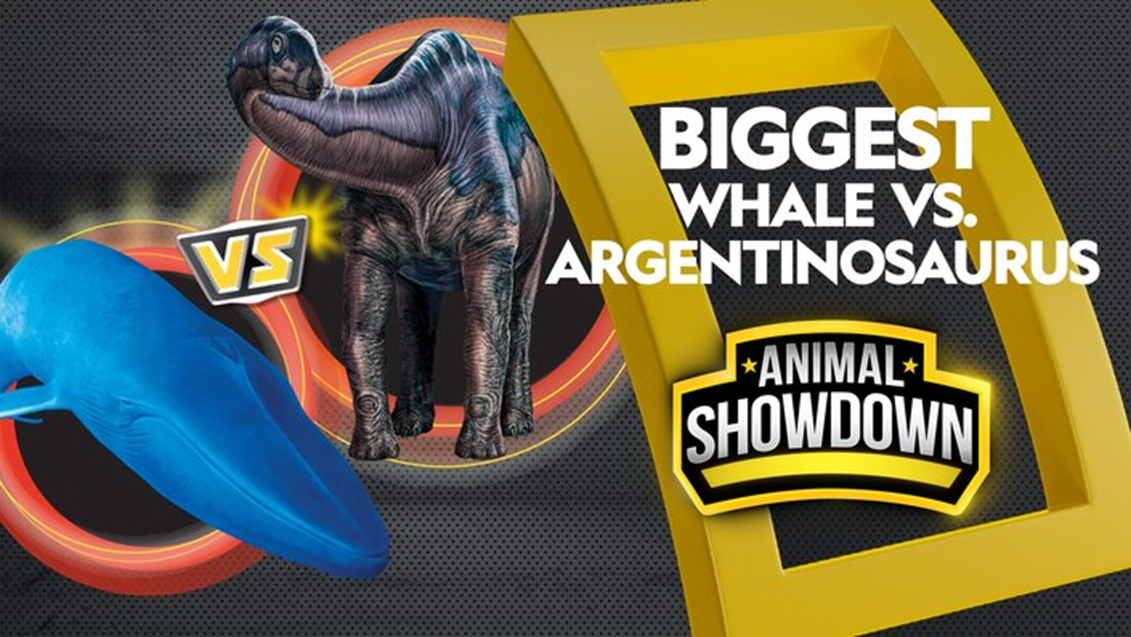 VS
BIGGEST
WHALE VS.
ARGENTINOSAURUS
ANIMAL
SHOWDOWN